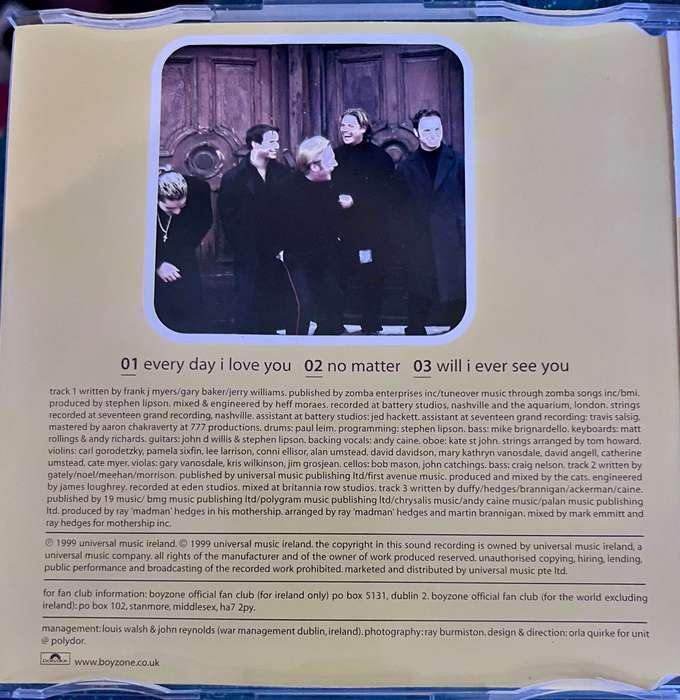 01 every day i love you 02 no matter 03 will i ever see you
track 1 written by frank j myers/gary baker/jerry williams. published by zomba enterprises inc/tuneover music through zomba songs inc/bmi.
produced by stephen lipson. mixed & engineered by heff moraes. recorded at battery studios, nashville and the aquarium, london. strings
recorded at seventeen grand recording, nashville. assistant at battery studios: jed hackett. assistant at seventeen grand recording: travis salsig.
mastered by aaron chakraverty at 777 productions. drums: paul leim. programming: stephen lipson. bass: mike brignardello. keyboards: matt
rollings & andy richards. guitars: john d willis & stephen lipson. backing vocals: andy caine. oboe: kate st john. strings arranged by tom howard.
violins: carl gorodetzky, pamela sixfin, lee larrison, conni ellisor, alan umstead, david davidson, mary kathryn vanosdale, david angell, catherine
umstead, cate myer. violas: gary vanosdale, kris wilkinson, jim grosjean. cellos: bob mason, john catchings. bass: craig nelson. track 2 written by
gately/noel/meehan/morrison. published by universal music publishing ltd/first avenue music. produced and mixed by the cats. engineered
by james loughrey. recorded at eden studios. mixed at britannia row studios. track 3 written by duffy/hedges/brannigan/ackerman/caine.
published by 19 music/ bmg music publishing ltd/polygram music publishing ltd/chrysalis music/andy caine music/palan music publishing
ltd. produced by ray 'madman' hedges in his mothership. arranged by ray 'madman' hedges and martin brannigan. mixed by mark emmitt and
ray hedges for mothership inc.
℗ 1999 universal music ireland. © 1999 universal music ireland. the copyright in this sound recording is owned by universal music ireland, a
universal music company. all rights of the manufacturer and of the owner of work produced reserved. unauthorised copying, hiring, lending,
public performance and broadcasting of the recorded work prohibited. marketed and distributed by universal music pte ltd.
for fan club information: boyzone official fan club (for ireland only) po box 5131, dublin 2. boyzone official fan club (for the world excluding
ireland): po box 102, stanmore, middlesex, ha7 2py.
management: louis walsh & john reynolds (war management dublin, ireland). photography: ray burmiston. design & direction: orla quirke for unit
@ polydor.
polydor www.boyzone.co.uk